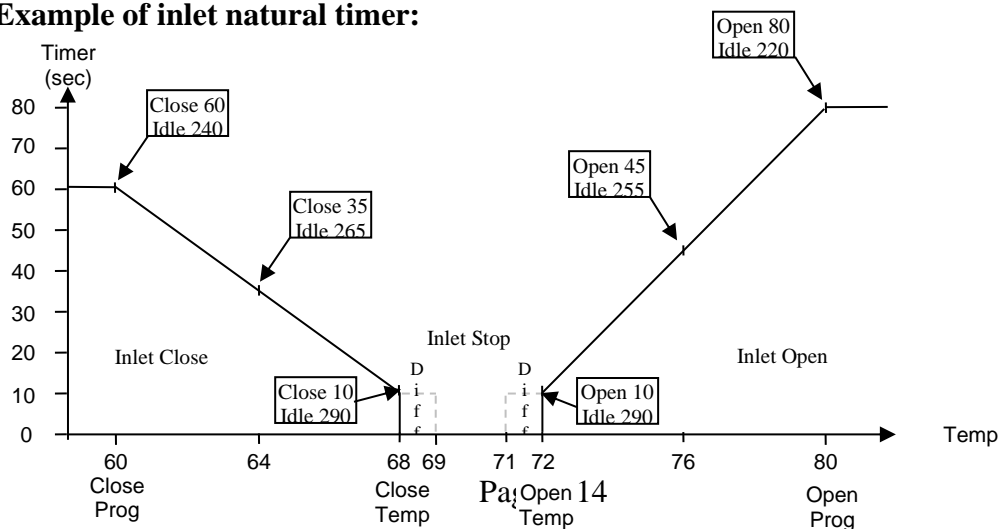 Example of inlet natural timer:
Timer
(sec)
80
70
60
50
40
30
20
10
0
Close 60
Idle 240
Close 35
Idle 265
Close 10
Idle 290
Open 80
Idle 220
Open 45
Idle 255
Open 10
Idle 290
Inlet Close
Inlet Stop
Inlet Open
D
i
f
f
D
i
f
f
60 64 68 69 71 72 76 80
Temp
Close
Prog
Close
Temp
Open
Temp
Open
Prog
14